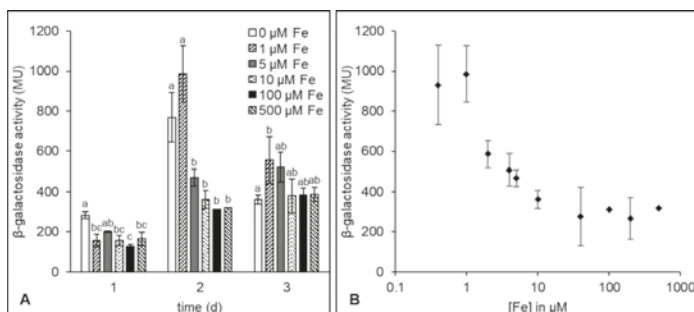 1200
1000
800
600
400
200
0
β-galactosidase activity (MU)
0 µM Fe
1 µM Fe
5 µM Fe
10 µM Fe
100 µM Fe
500 µM Fe
a
bc
ab
bc
c
bc
a
a
b
b
b
b
a
b
ab
ab
ab
ab
1
2
3
A
time (d)
1200
1000
800
600
400
200
0
β-galactosidase activity (MU)
0.1
1
10
100
1000
B
[Fe] in µM